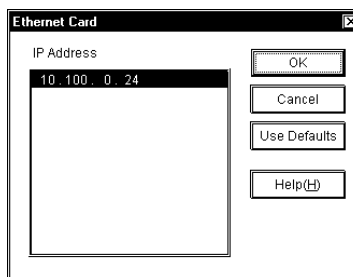 Ethernet Card
IP Address
10.100. 0. 24
OK
Cancel
Use Defaults
Help(H)